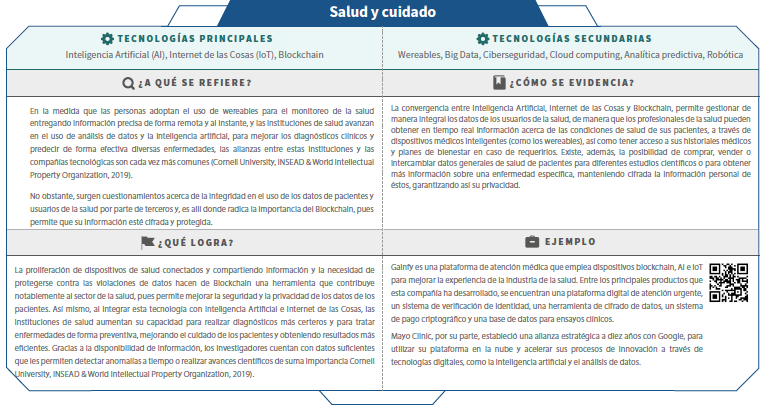 Salud y cuidado
TECNOLOGÍAS PRINCIPALES
Inteligencia Artificial (AI), Internet de las Cosas (IoT), Blockchain
TECNOLOGÍAS SECUNDARIAS
Wereables, Big Data, Ciberseguridad, Cloud computing, Analítica predictiva, Robótica
¿A QUÉ SE REFIERE?
En la medida que las personas adoptan el uso de wereables para el monitoreo de la salud
entregando información precisa de forma remota y al instante, y las instituciones de salud avanzan
en el uso de análisis de datos y la inteligencia artificial, para mejorar los diagnósticos clínicos y
predecir de forma efectiva diversas enfermedades, las alianzas entre estas instituciones y las
compañías tecnológicas son cada vez más comunes (Cornell University, INSEAD & World Intellectual
Property Organization, 2019).
No obstante, surgen cuestionamientos acerca de la integridad en el uso de los datos de pacientes y
usuarios de la salud por parte de terceros y, es allí donde radica la importancia del Blockchain, pues
permite que su información esté cifrada y protegida.
¿CÓMO SE EVIDENCIA?
La convergencia entre Inteligencia Artificial, Internet de las Cosas y Blockchain, permite gestionar de
manera integral los datos de los usuarios de la salud, de manera que los profesionales de la salud pueden
obtener en tiempo real información acerca de las condiciones de salud de sus pacientes, a través de
dispositivos médicos inteligentes (como los wereables), así como tener acceso a sus historiales médicos
y planes de bienestar en caso de requerirlos. Existe, además, la posibilidad de comprar, vender o
intercambiar datos generales de salud de pacientes para diferentes estudios científicos o para obtener
más información sobre una enfermedad específica, manteniendo cifrada la información personal de
éstos, garantizando así su privacidad.
¿QUÉ LOGRA?
La proliferación de dispositivos de salud conectados y compartiendo información y la necesidad de
protegerse contra las violaciones de datos hacen de Blockchain una herramienta que contribuye
notablemente al sector de la salud, pues permite mejorar la seguridad y la privacidad de los datos de los
pacientes. Así mismo, al integrar esta tecnología con Inteligencia Artificial e Internet de las Cosas, las
instituciones de salud aumentan su capacidad para realizar diagnósticos más certeros y para tratar
enfermedades de forma preventiva, mejorando el cuidado de los pacientes y obteniendo resultados más
eficientes. Gracias a la disponibilidad de información, los investigadores cuentan con datos suficientes
que les permiten detectar anomalías a tiempo o realizar avances científicos de suma importancia Cornell
University, INSEAD & World Intellectual Property Organization, 2019).
EJEMPLO
Gainfy es una plataforma de atención médica que emplea dispositivos blockchain, AI e IoT
para mejorar la experiencia de la industria de la salud. Entre los principales productos que
esta compañía ha desarrollado, se encuentran una plataforma digital de atención urgente,
un sistema de verificación de identidad, una herramienta de cifrado de datos, un sistema
de pago criptográfico y una base de datos para ensayos clínicos.
Mayo Clinic, por su parte, estableció una alianza estratégica a diez años con Google, para
utilizar su plataforma en la nube y acelerar sus procesos de innovación a través de
tecnologías digitales, como la inteligencia artificial y el análisis de datos.